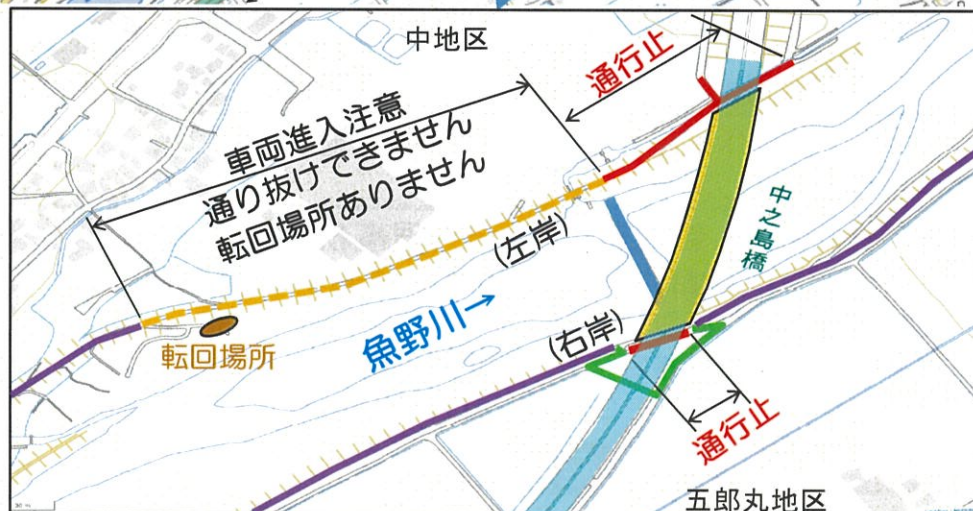 中地区
通行止
車両進入注意
通り抜けできません
転回場所ありません
中之島橋
(左岸)
魚野川→
(右岸)
転回場所
通行止
五郎丸地区